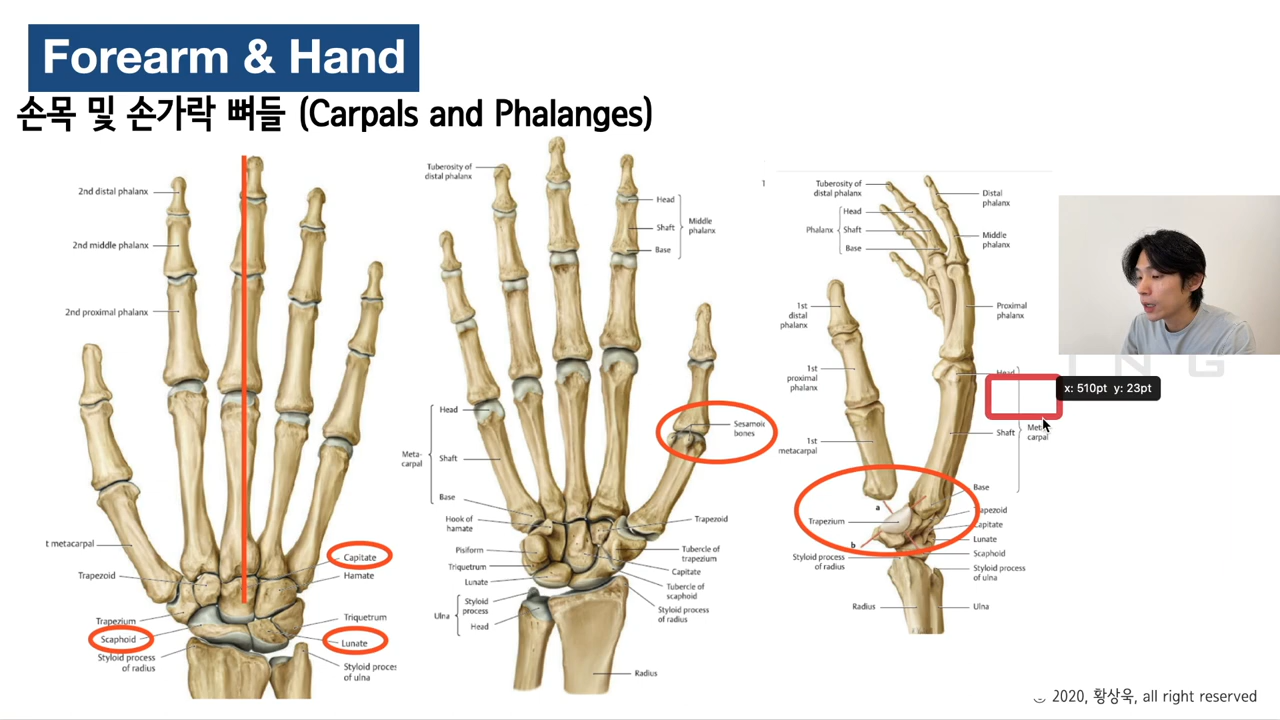 Forearm & Hand
손목 및 손가락 뼈들 (Carpals and Phalanges)
2nd distal phalanx
2nd middle phalanx
2nd proximal phalanx
t metacarpal
Trapezoid
Trapezium
Scaphoid
Styloid process
of radius
Capitate
Hamate
Triquetrum
Lunate
Styloid proces
of ulna
Tuberosity of
distal phalanx
Head
Shaft
Base
Middle
phalanx
Head
Meta-
carpal
Shaft
Base
Hook of
hamate
Pisiform
Triquetrum
Lunate
Styloid
process
Ulna
Head
Sesamoid
bones
Trapezoid
Tubercle of
trapezium
Capitate
Tubercle of
scaphoid
Styloid process
of radius
Radius
1
Tuberosity of
distal phalanx
Head
Phalanx
Shaft
Base
1st
distal
phalanx
1st
proximal
phalanx
1st
metacarpal
a
Trapezium
b
Styloid process
of radius
Radius
Distal
phalanx
Middle
phalanx
Proximal
phalanx
Head
Shaft
Meta-
carpal
Base
Trapezoid
Capitate
Lunate
Scaphoid
Styloid process
of ulna
Ulna
N G
x: 510pt y: 23pt
2020, 황상욱, all right reserved